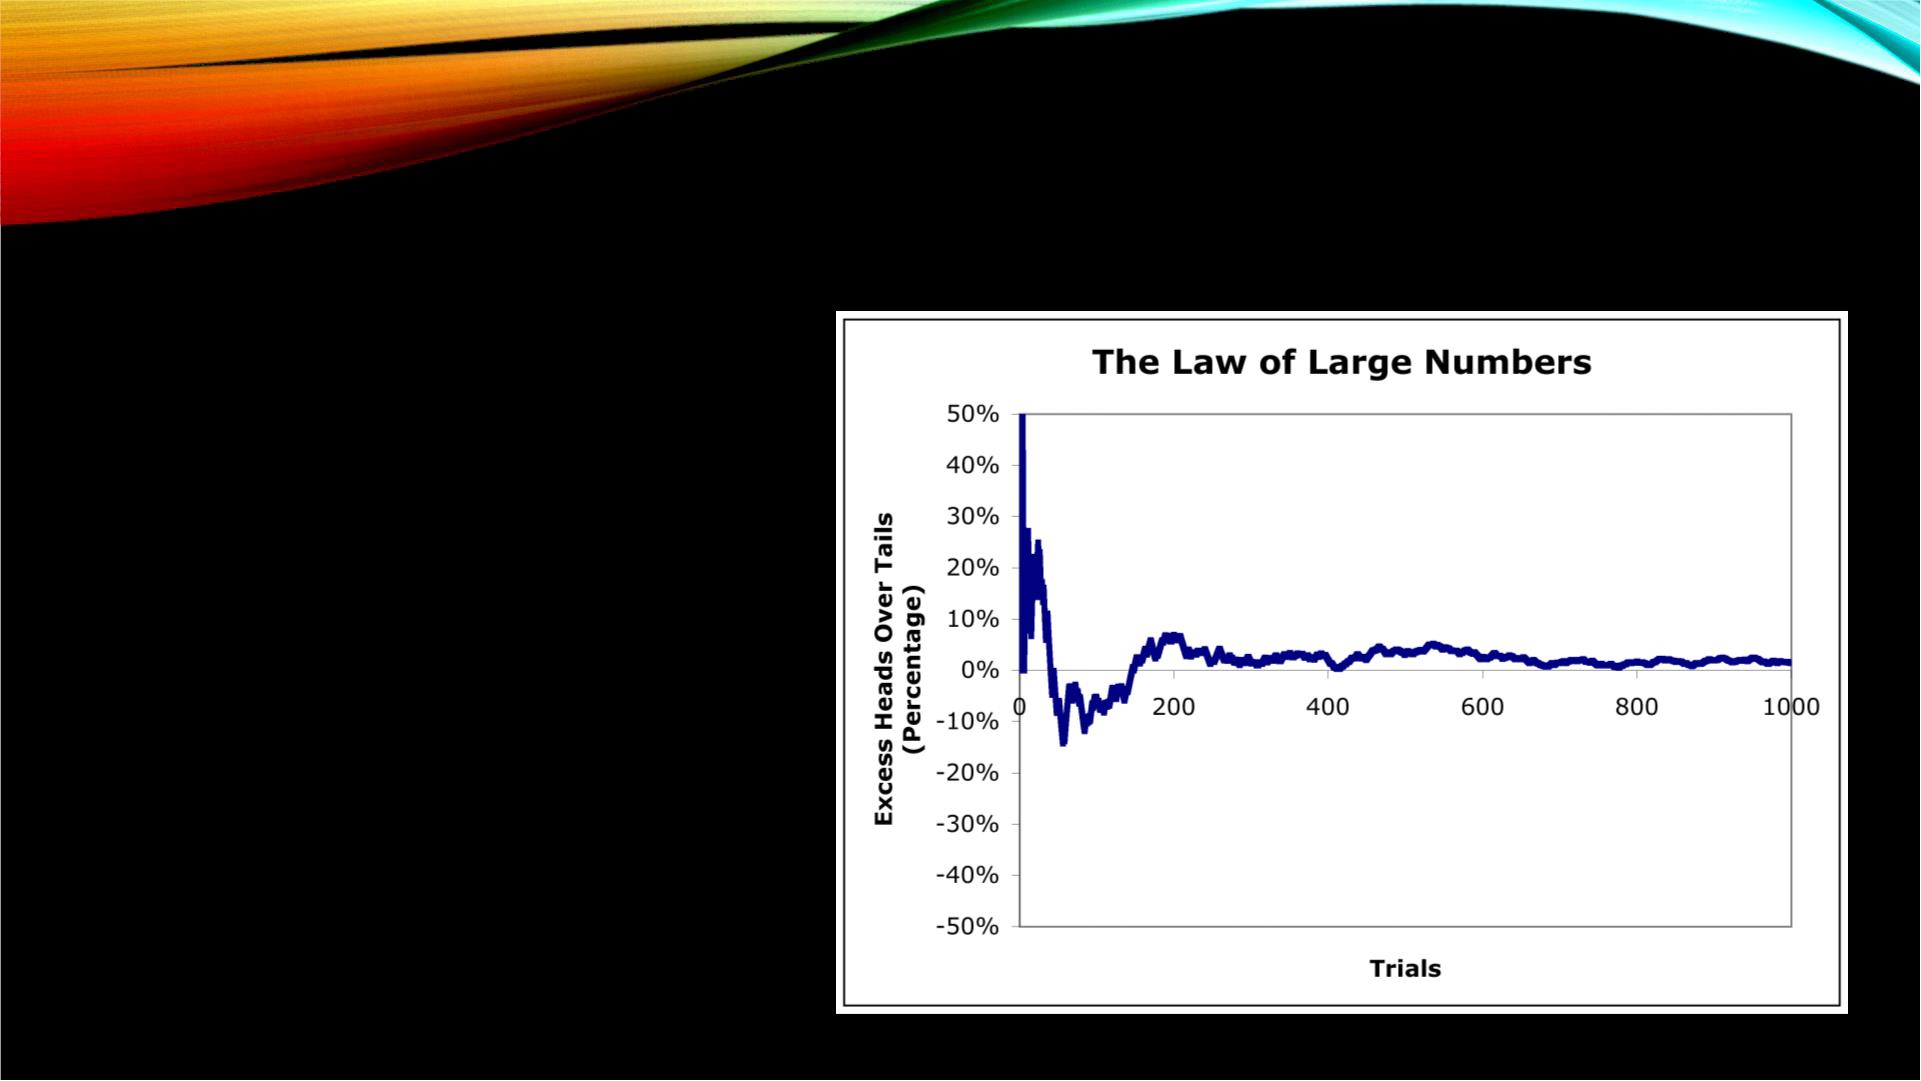 The Law of Large Numbers
50%
40%
30%
20%
10%
0%
-10%
-20%
-30%
-40%
-50%
Excess Heads Over Tails
(Percentage)
0 200 400 600 800 1000
Trials